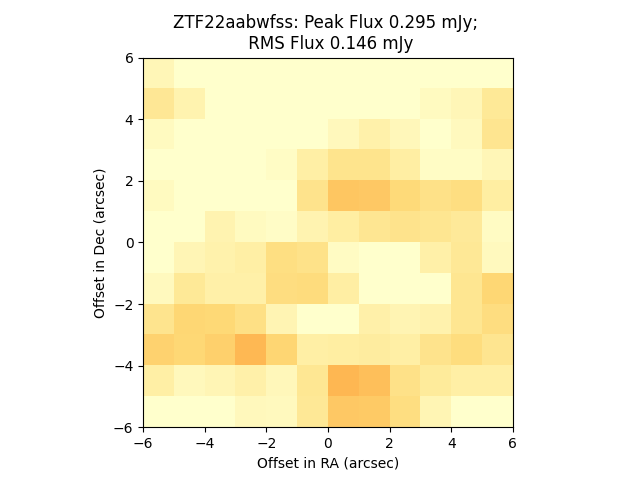 ZTF22aabwfss: Peak Flux 0.295 mJy;
RMS Flux 0.146 mJy
6
4
2
0
−2
−4
−6
Offset in Dec (arcsec)
−6 −4 −2 0 2 4 6
Offset in RA (arcsec)